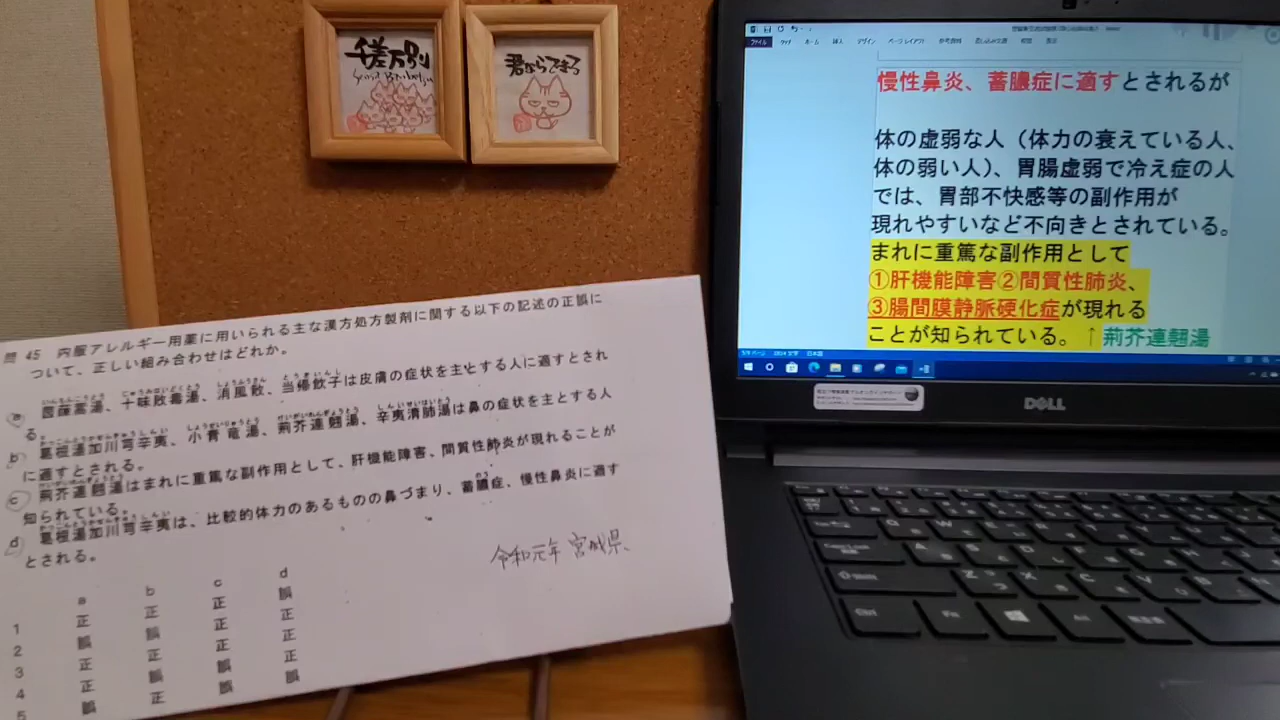 千差万別
君ならできる
慢性鼻炎、蓄膿症に適すとされるが
体の虚弱な人（体力の衰えている人、
体の弱い人）、胃腸虚弱で冷え症の人
では、胃部不快感等の副作用が
現れやすいなど不向きとされている。
まれに重篤な副作用として
①肝機能障害②間質性肺炎、
③腸間膜静脈硬化症が現れる
ことが知られている。↑荆芥連翹湯
DELL
問 45 内服アレルギー用薬に用いられる主な漢方処方製剤に関する以下の記述の正誤に
ついて、正しい組み合わせはどれか。
a 茵蔯蒿湯、十味敗毒湯、消風散、当帰飲子は皮膚の症状を主とする人に適すとされ
る。
b 葛根湯加川芎辛夷、小青竜湯、荊芥連翹湯、辛夷清肺湯は鼻の症状を主とする人
に適すとされる。
c 荊芥連翹湯はまれに重篤な副作用として、肝機能障害、間質性肺炎が現れることが
知られている。
d 葛根湯加川芎辛夷は、比較的体力のあるものの鼻づまり、蓄膿症、慢性鼻炎に適す
とされる。
令和元年 宮城県、
a b c d
1 正 正 正 誤
2 誤 誤 正 正
3 正 正 正 正
4 正 正 誤 正
5 誤 正 誤 誤